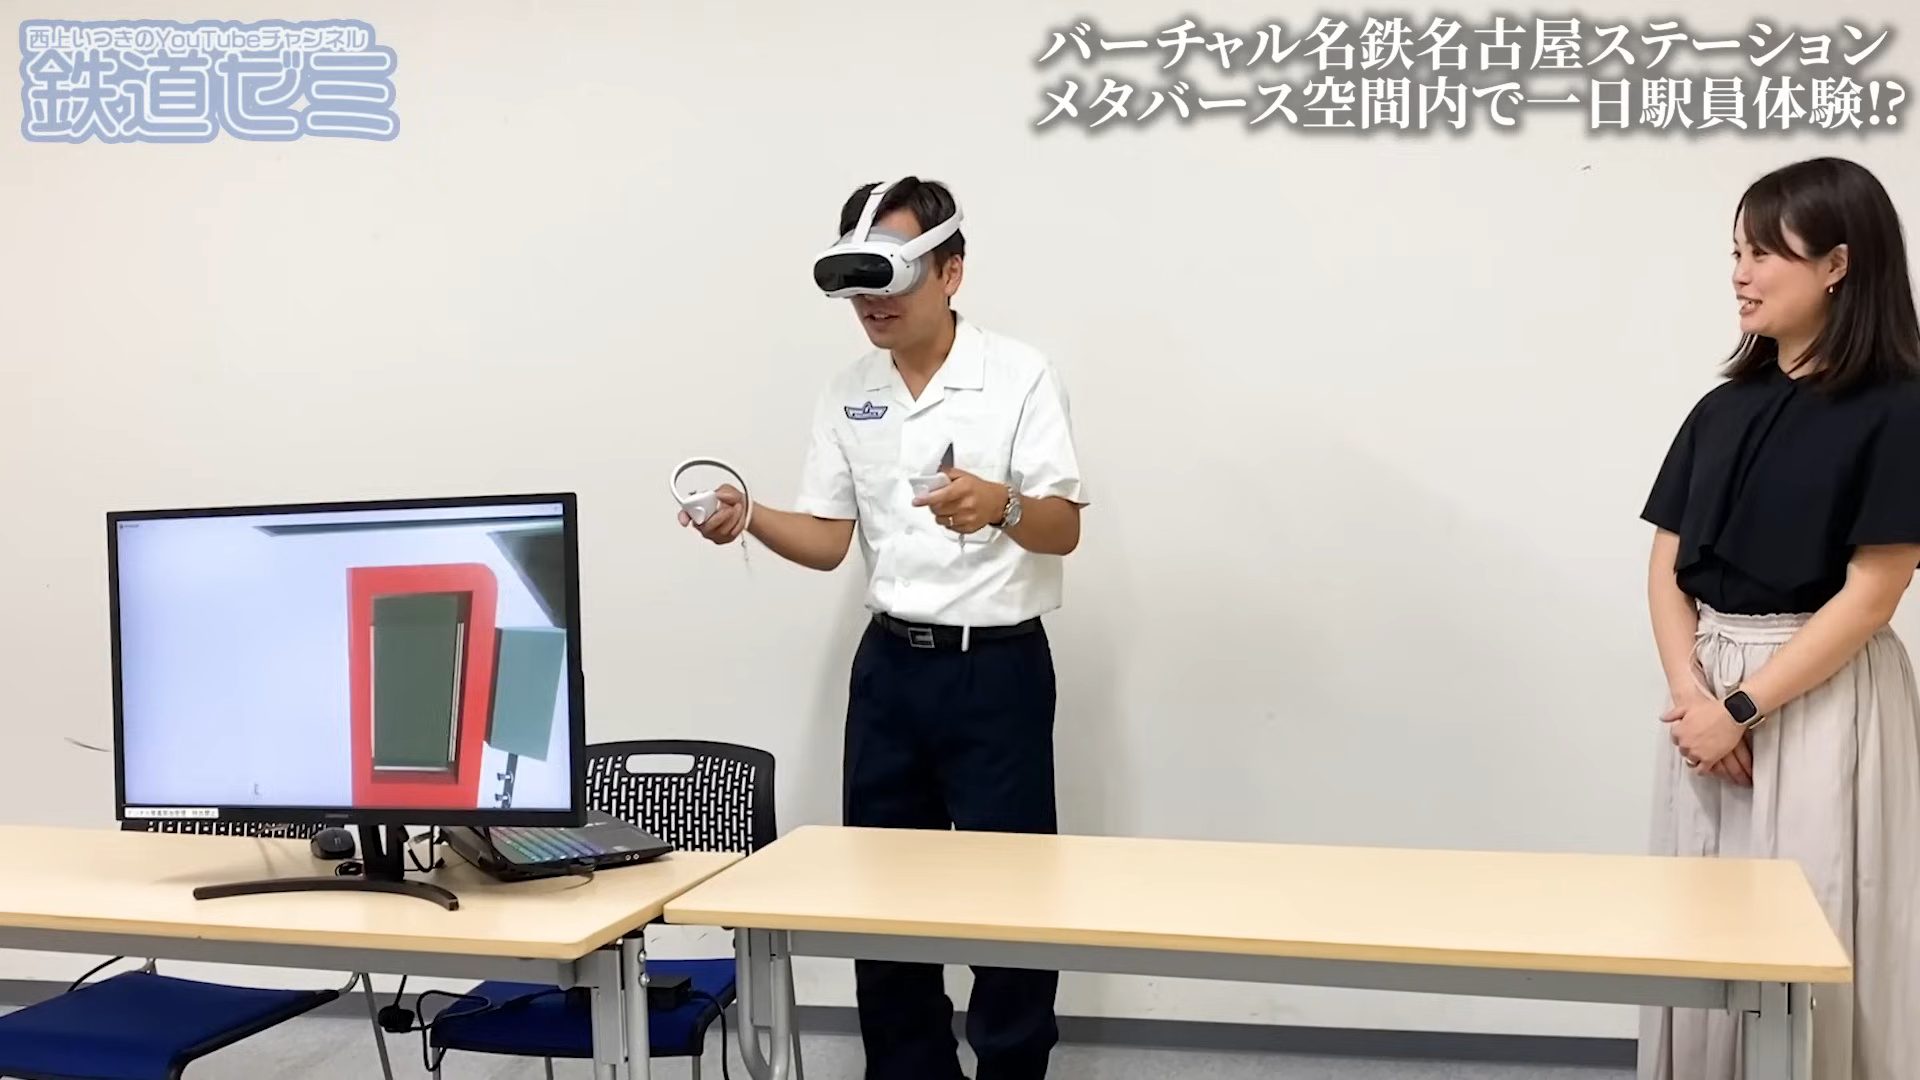 西上いつきのYouTubeチャンネル
鉄道ゼミ
バーチャル名鉄名古屋ステーション
メタバース空間内で一日駅員体験!?